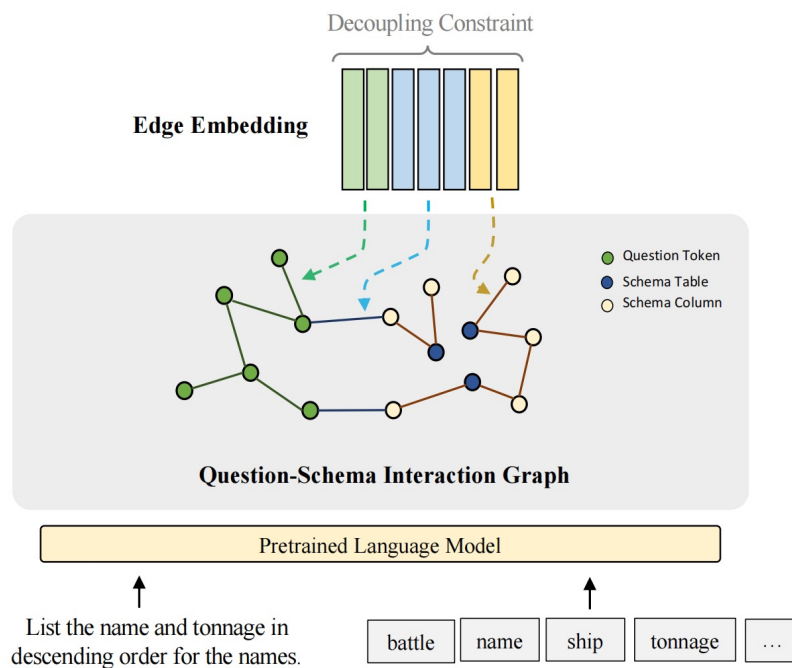 Decoupling Constraint
Edge Embedding
Question Token
Schema Table
Schema Column
Question-Schema Interaction Graph
Pretrained Language Model
List the name and tonnage in
descending order for the names.
battle name ship tonnage ...